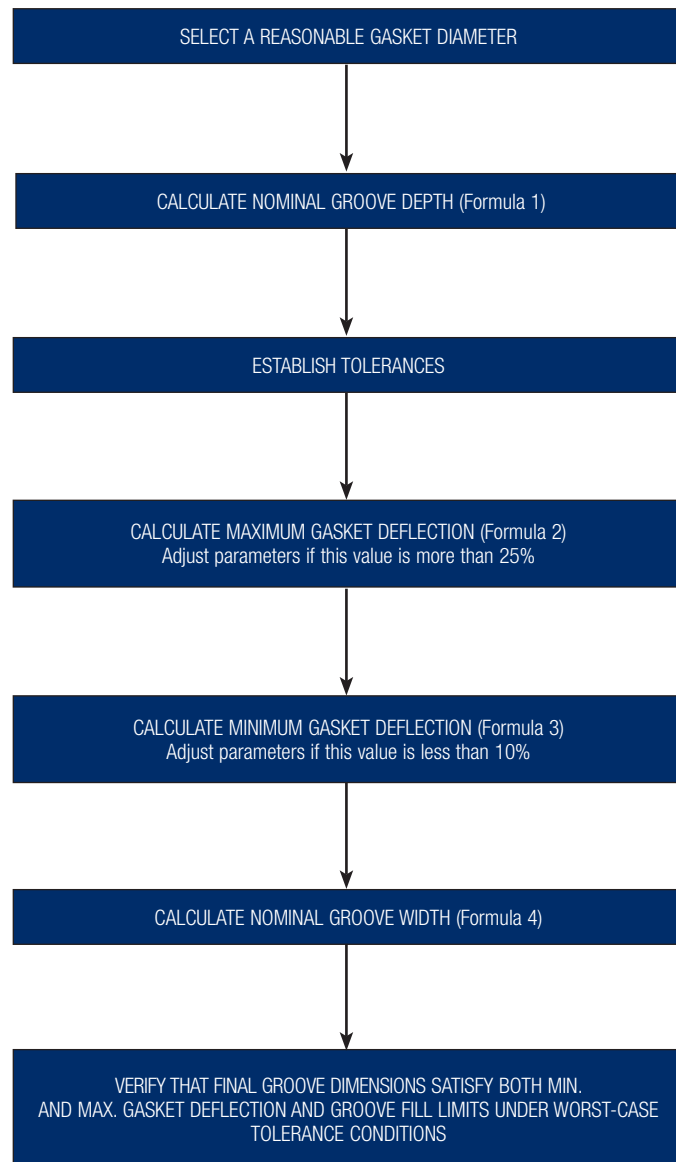 SELECT A REASONABLE GASKET DIAMETER
CALCULATE NOMINAL GROOVE DEPTH (Formula 1)
ESTABLISH TOLERANCES
CALCULATE MAXIMUM GASKET DEFLECTION (Formula 2)
Adjust parameters if this value is more than 25%
CALCULATE MINIMUM GASKET DEFLECTION (Formula 3)
Adjust parameters if this value is less than 10%
CALCULATE NOMINAL GROOVE WIDTH (Formula 4)
VERIFY THAT FINAL GROOVE DIMENSIONS SATISFY BOTH MIN.
AND MAX. GASKET DEFLECTION AND GROOVE FILL LIMITS UNDER WORST-CASE
TOLERANCE CONDITIONS